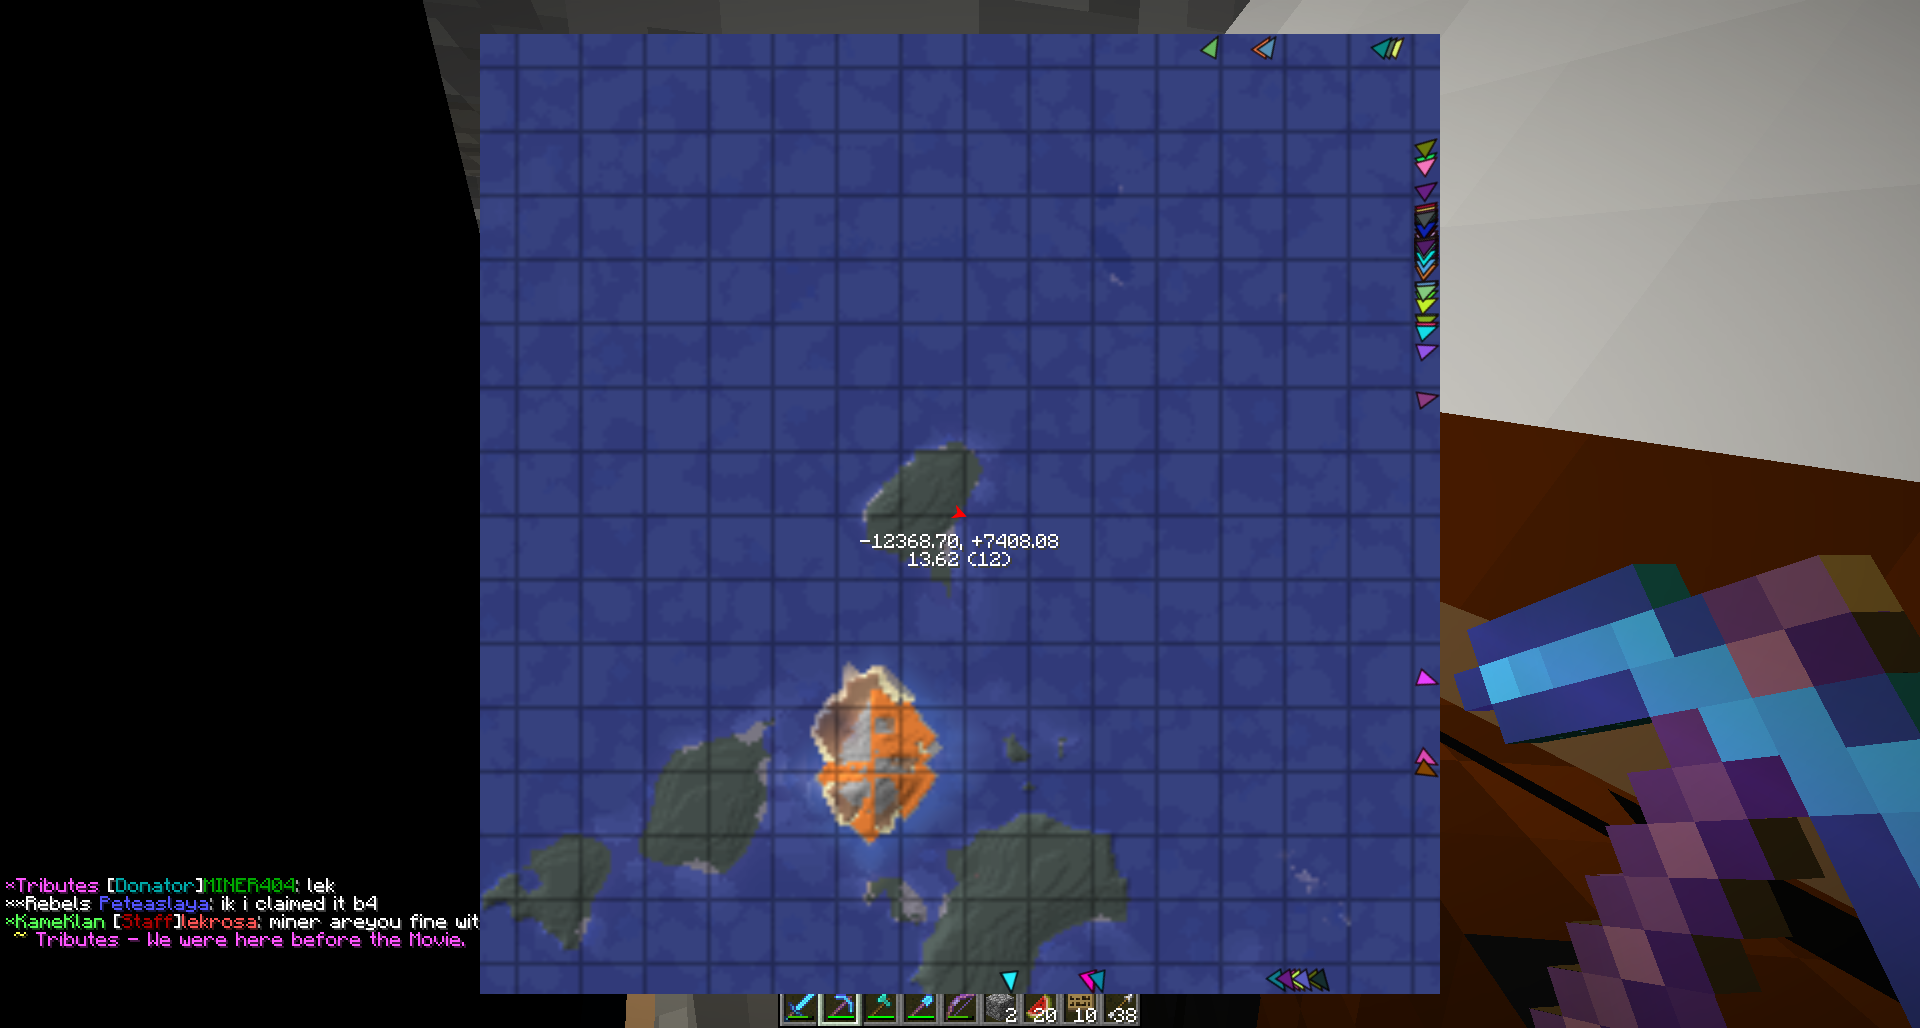 -12368.70, +7408.08
13.62 (12)
×Tributes [Donator]MINER404: lek
××Rebels Peteaslaya: ik i claimed it b4
×KameKlan [Staff]lekrosa: miner areyou fine wit
~ Tributes - We were here before the Movie.
2 20 10 38